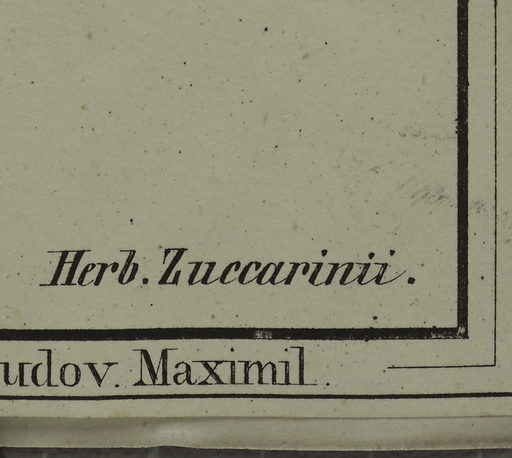 Herb. Zuccarinii.
udov. Maximil.